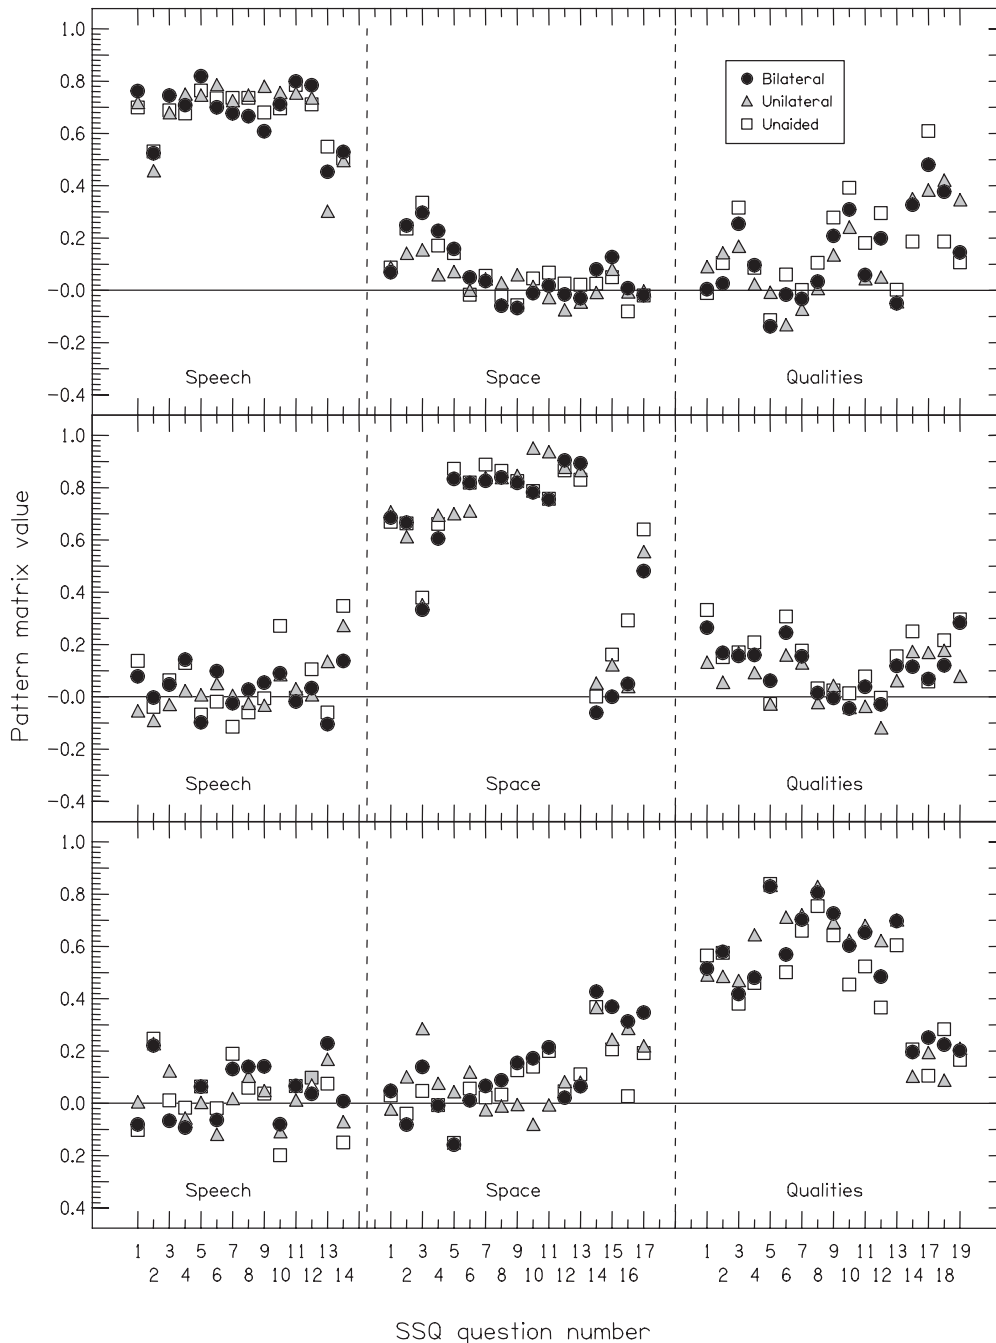 1.0
0.8
Bilateral
Unilateral
0.6
Unaided
0.4
0.2
−0.0
−0.2
Speech
Space
Qualities
−0.4
1.0
0.8
0.6
0.4
0.2
−0.0
−0.2
Speech
Space
Qualities
−0.4
1.0
0.8
0.6
0.4
0.2
0.0
0.2
Speech
Space
Qualities
0.4
1 3 5 7 9 11 13 1 3 5 7 9 11 13 15 17 1 3 5 7 9 11 13 17 19
2 4 6 8 10 12 14 2 4 6 8 10 12 14 16 2 4 6 8 10 12 14 18
Pattern matrix value
SSQ question number